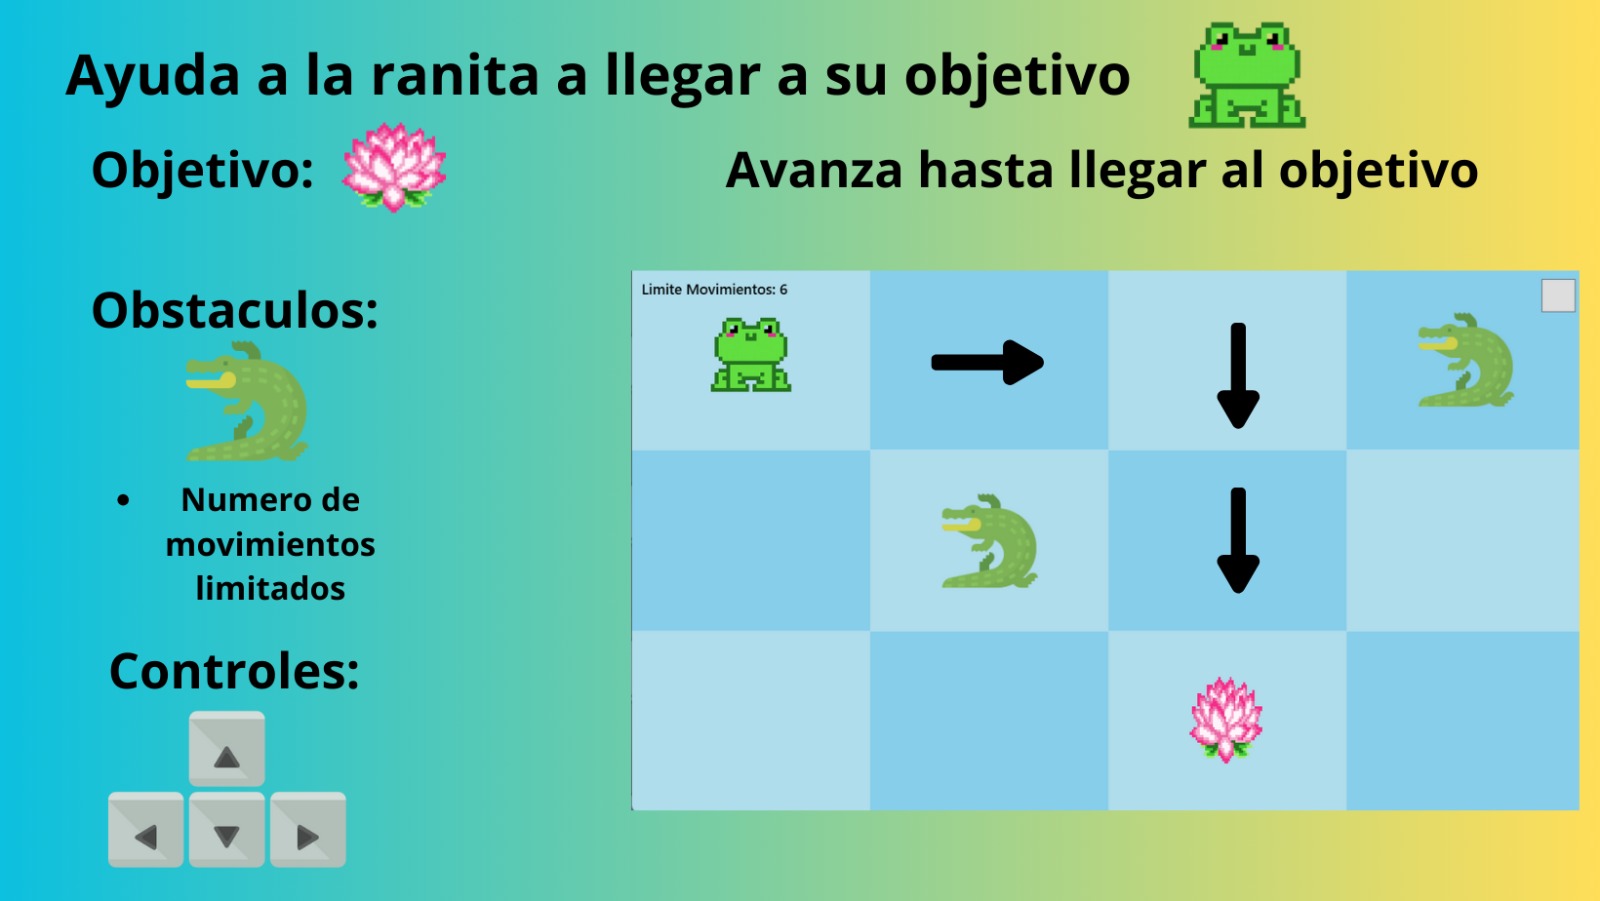 Ayuda a la ranita a llegar a su objetivo
Objetivo:
Avanza hasta llegar al objetivo
Obstaculos:
• Numero de
movimientos
limitados
Controles:
Limite Movimientos: 6